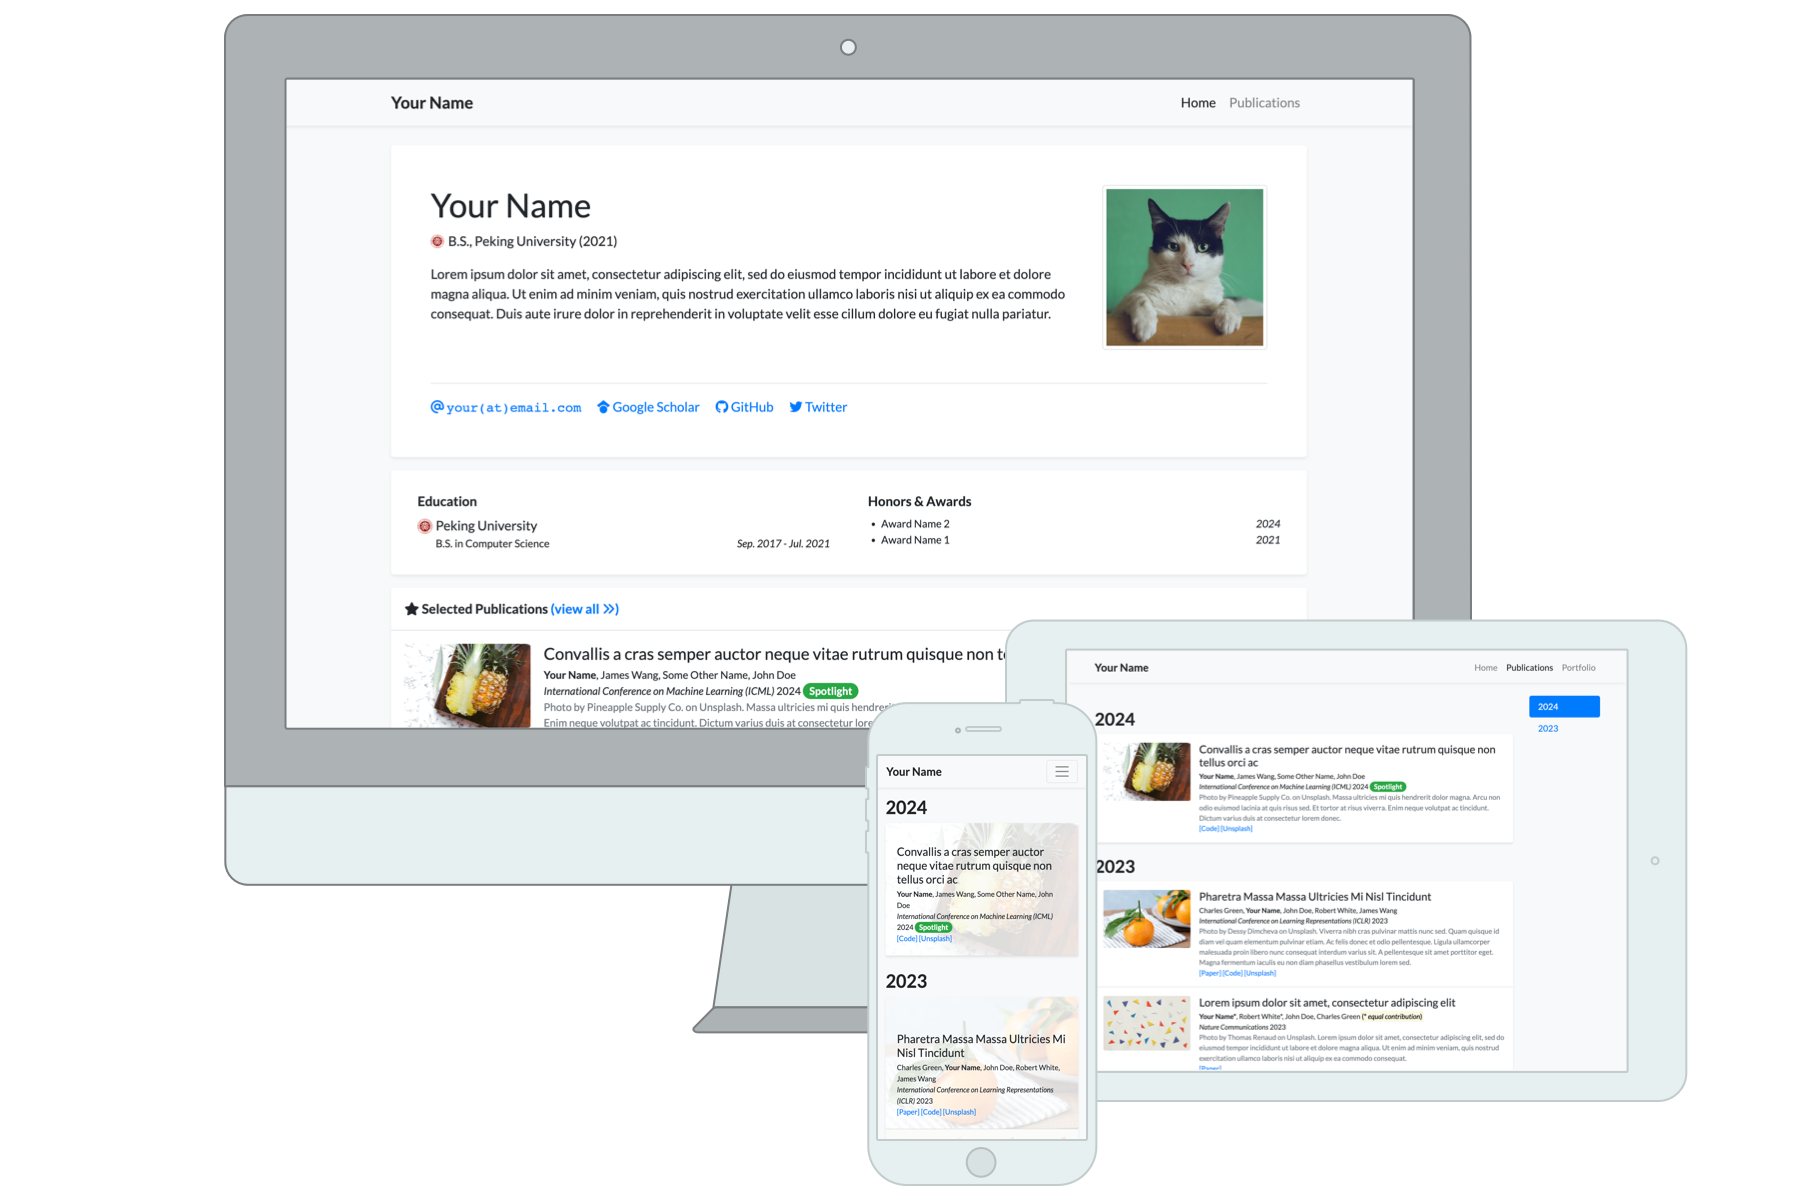 Your Name
Home Publications
Your Name
B.S., Peking University (2021)
Lorem ipsum dolor sit amet, consectetur adipiscing elit, sed do eiusmod tempor incididunt ut labore et dolore
magna aliqua. Ut enim ad minim veniam, quis nostrud exercitation ullamco laboris nisi ut aliquip ex ea commodo
consequat. Duis aute irure dolor in reprehenderit in voluptate velit esse cillum dolore eu fugiat nulla pariatur.
your(at)email.com Google Scholar GitHub Twitter
Education
Peking University
B.S. in Computer Science Sep. 2017 - Jul. 2021
Honors & Awards
• Award Name 2 2024
• Award Name 1 2021
Selected Publications (view all »)
Convallis a cras semper auctor neque vitae rutrum quisque non t
Your Name, James Wang, Some Other Name, John Doe
International Conference on Machine Learning (ICML) 2024 Spotlight
Photo by Pineapple Supply Co. on Unsplash. Massa ultricies mi quis hendrer
Enim neque volutpat ac tincidunt. Dictum varius duis at consectetur lore
Your Name
2024
Convallis a cras semper auctor
neque vitae rutrum quisque non
tellus orci ac
Your Name, James Wang, Some Other Name, John
Doe
International Conference on Machine Learning (ICML)
2024 Spotlight
[Code] [Unsplash]
2023
Pharetra Massa Massa Ultricies Mi
Nisl Tincidunt
Charles Green, Your Name, John Doe, Robert White,
James Wang
International Conference on Learning Representations
(ICLR) 2023
[Paper] [Code] [Unsplash]
Your Name
Home Publications Portfolio
2024
2023
2024
Convallis a cras semper auctor neque vitae rutrum quisque non
tellus orci ac
Your Name, James Wang, Some Other Name, John Doe
International Conference on Machine Learning (ICML) 2024 Spotlight
Photo by Pineapple Supply Co. on Unsplash. Massa ultricies mi quis hendrerit dolor magna. Arcu non
odio euismod lacinia at quis risus sed. Et tortor at risus viverra. Enim neque volutpat ac tincidunt.
Dictum varius duis at consectetur lorem donec.
[Code] [Unsplash]
2023
Pharetra Massa Massa Ultricies Mi Nisl Tincidunt
Charles Green, Your Name, John Doe, Robert White, James Wang
International Conference on Learning Representations (ICLR) 2023
Photo by Dessy Dimcheva on Unsplash. Viverra nibh cras pulvinar mattis nunc sed. Quam quisque id
diam vel quam elementum pulvinar etiam. Ac felis donec et odio pellentesque. Ligula ullamcorper
malesuada proin libero nunc consequat interdum varius sit. A pellentesque sit amet porttitor eget.
Magna fermentum iaculis eu non diam phasellus vestibulum lorem sed.
[Paper] [Code] [Unsplash]
Lorem ipsum dolor sit amet, consectetur adipiscing elit
Your Name*, Robert White*, John Doe, Charles Green (* equal contribution)
Nature Communications 2023
Photo by Thomas Renaud on Unsplash. Lorem ipsum dolor sit amet, consectetur adipiscing elit, sed do
eiusmod tempor incididunt ut labore et dolore magna aliqua. Ut enim ad minim veniam, quis nostrud
exercitation ullamco laboris nisi ut aliquip ex ea commodo consequat.
[Paper]